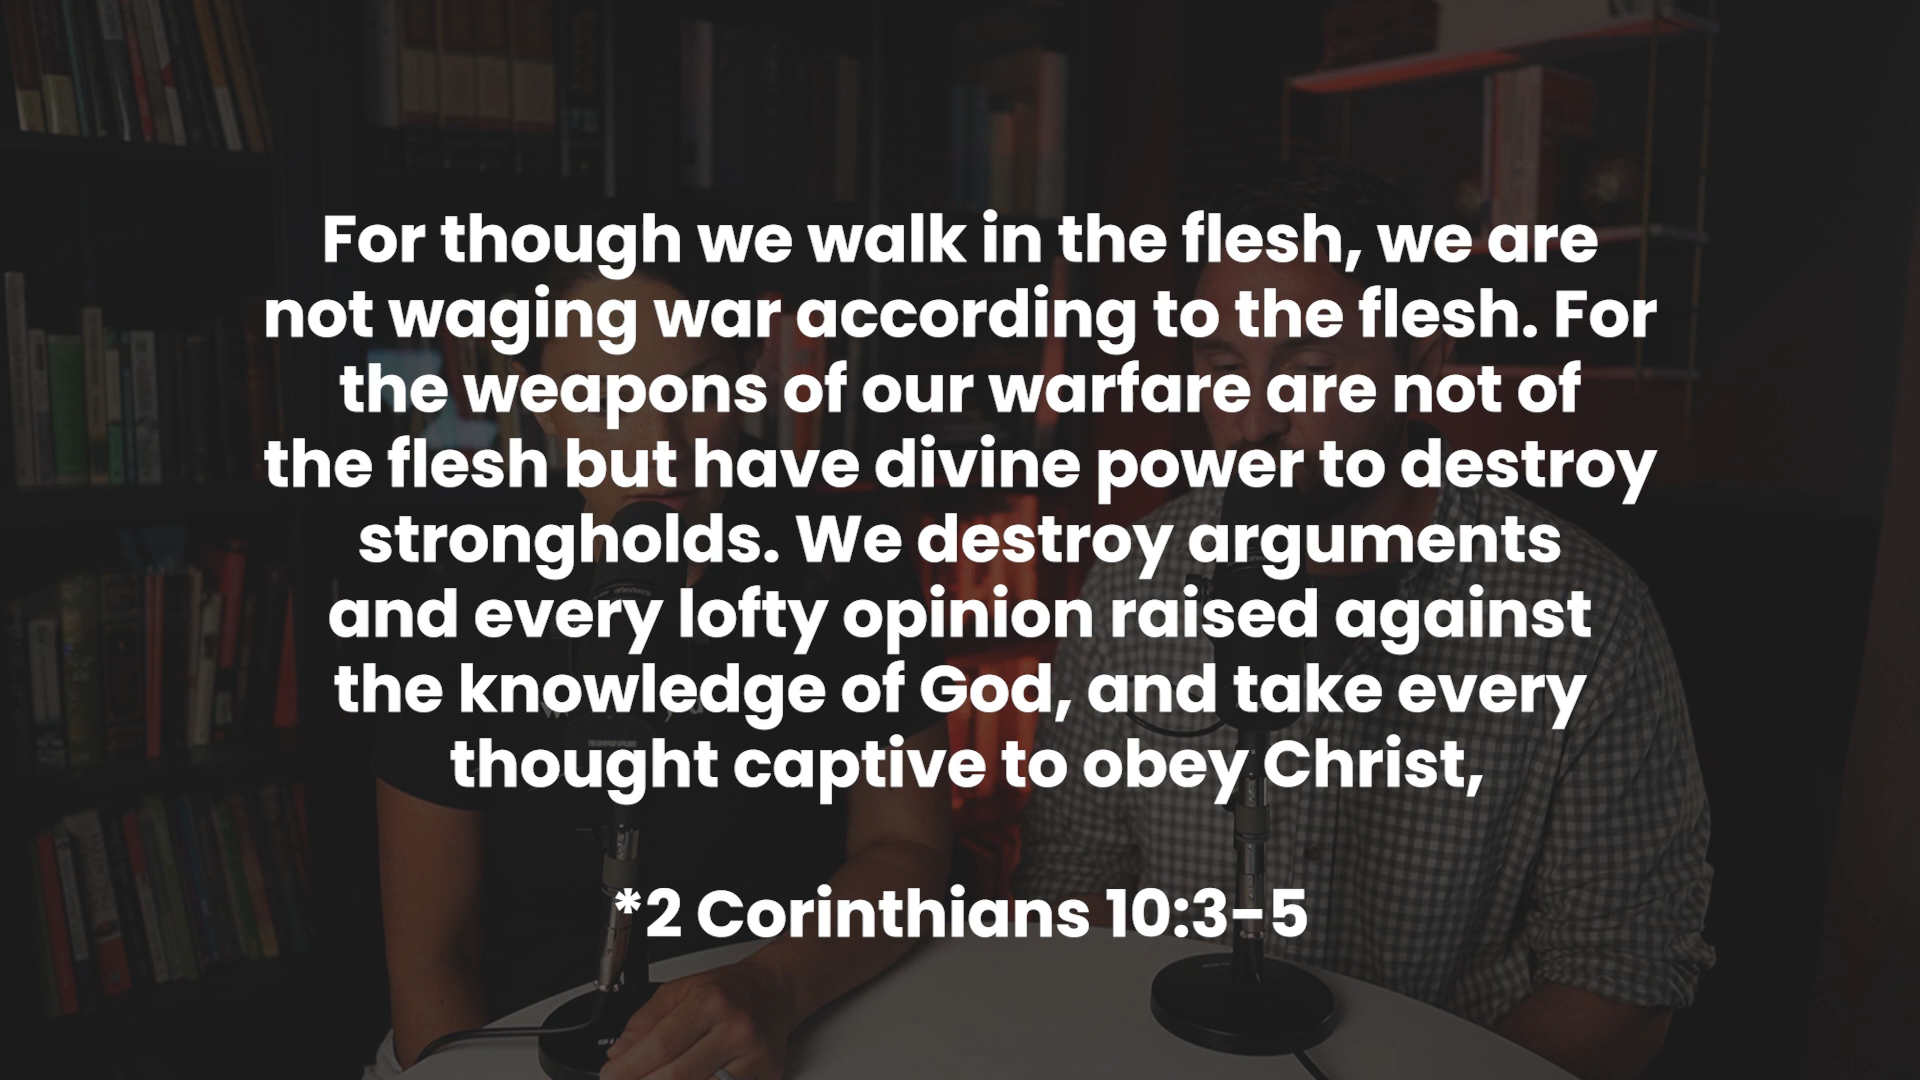 For though we walk in the flesh, we are
not waging war according to the flesh. For
the weapons of our warfare are not of
the flesh but have divine power to destroy
strongholds. We destroy arguments
and every lofty opinion raised against
the knowledge of God, and take every
thought captive to obey Christ,
*2 Corinthians 10:3-5